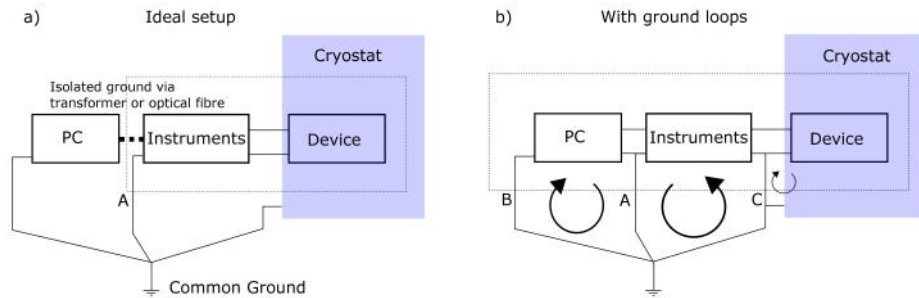 a) Ideal setup
Cryostat
Isolated ground via
transformer or optical fibre
PC
Instruments
Device
A
Common Ground
b) With ground loops
Cryostat
PC
Instruments
Device
B
A
C